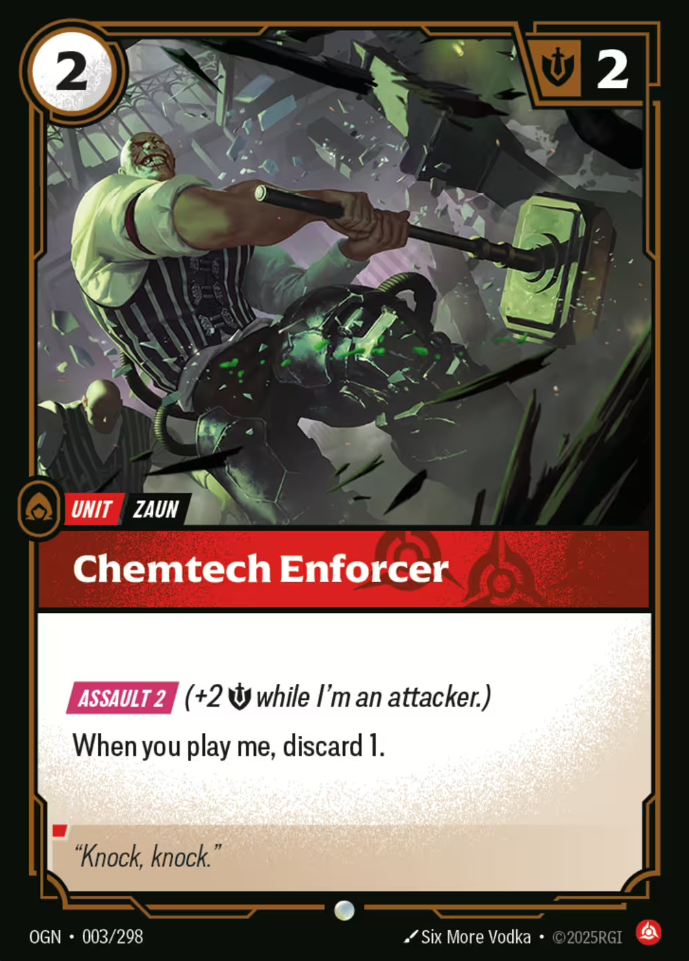 2
2
UNIT ZAUN
Chemtech Enforcer
ASSAULT 2 (+2 while I'm an attacker.)
When you play me, discard 1.
“Knock, knock.”
OGN • 003/298 Six More Vodka • ©2025RGI